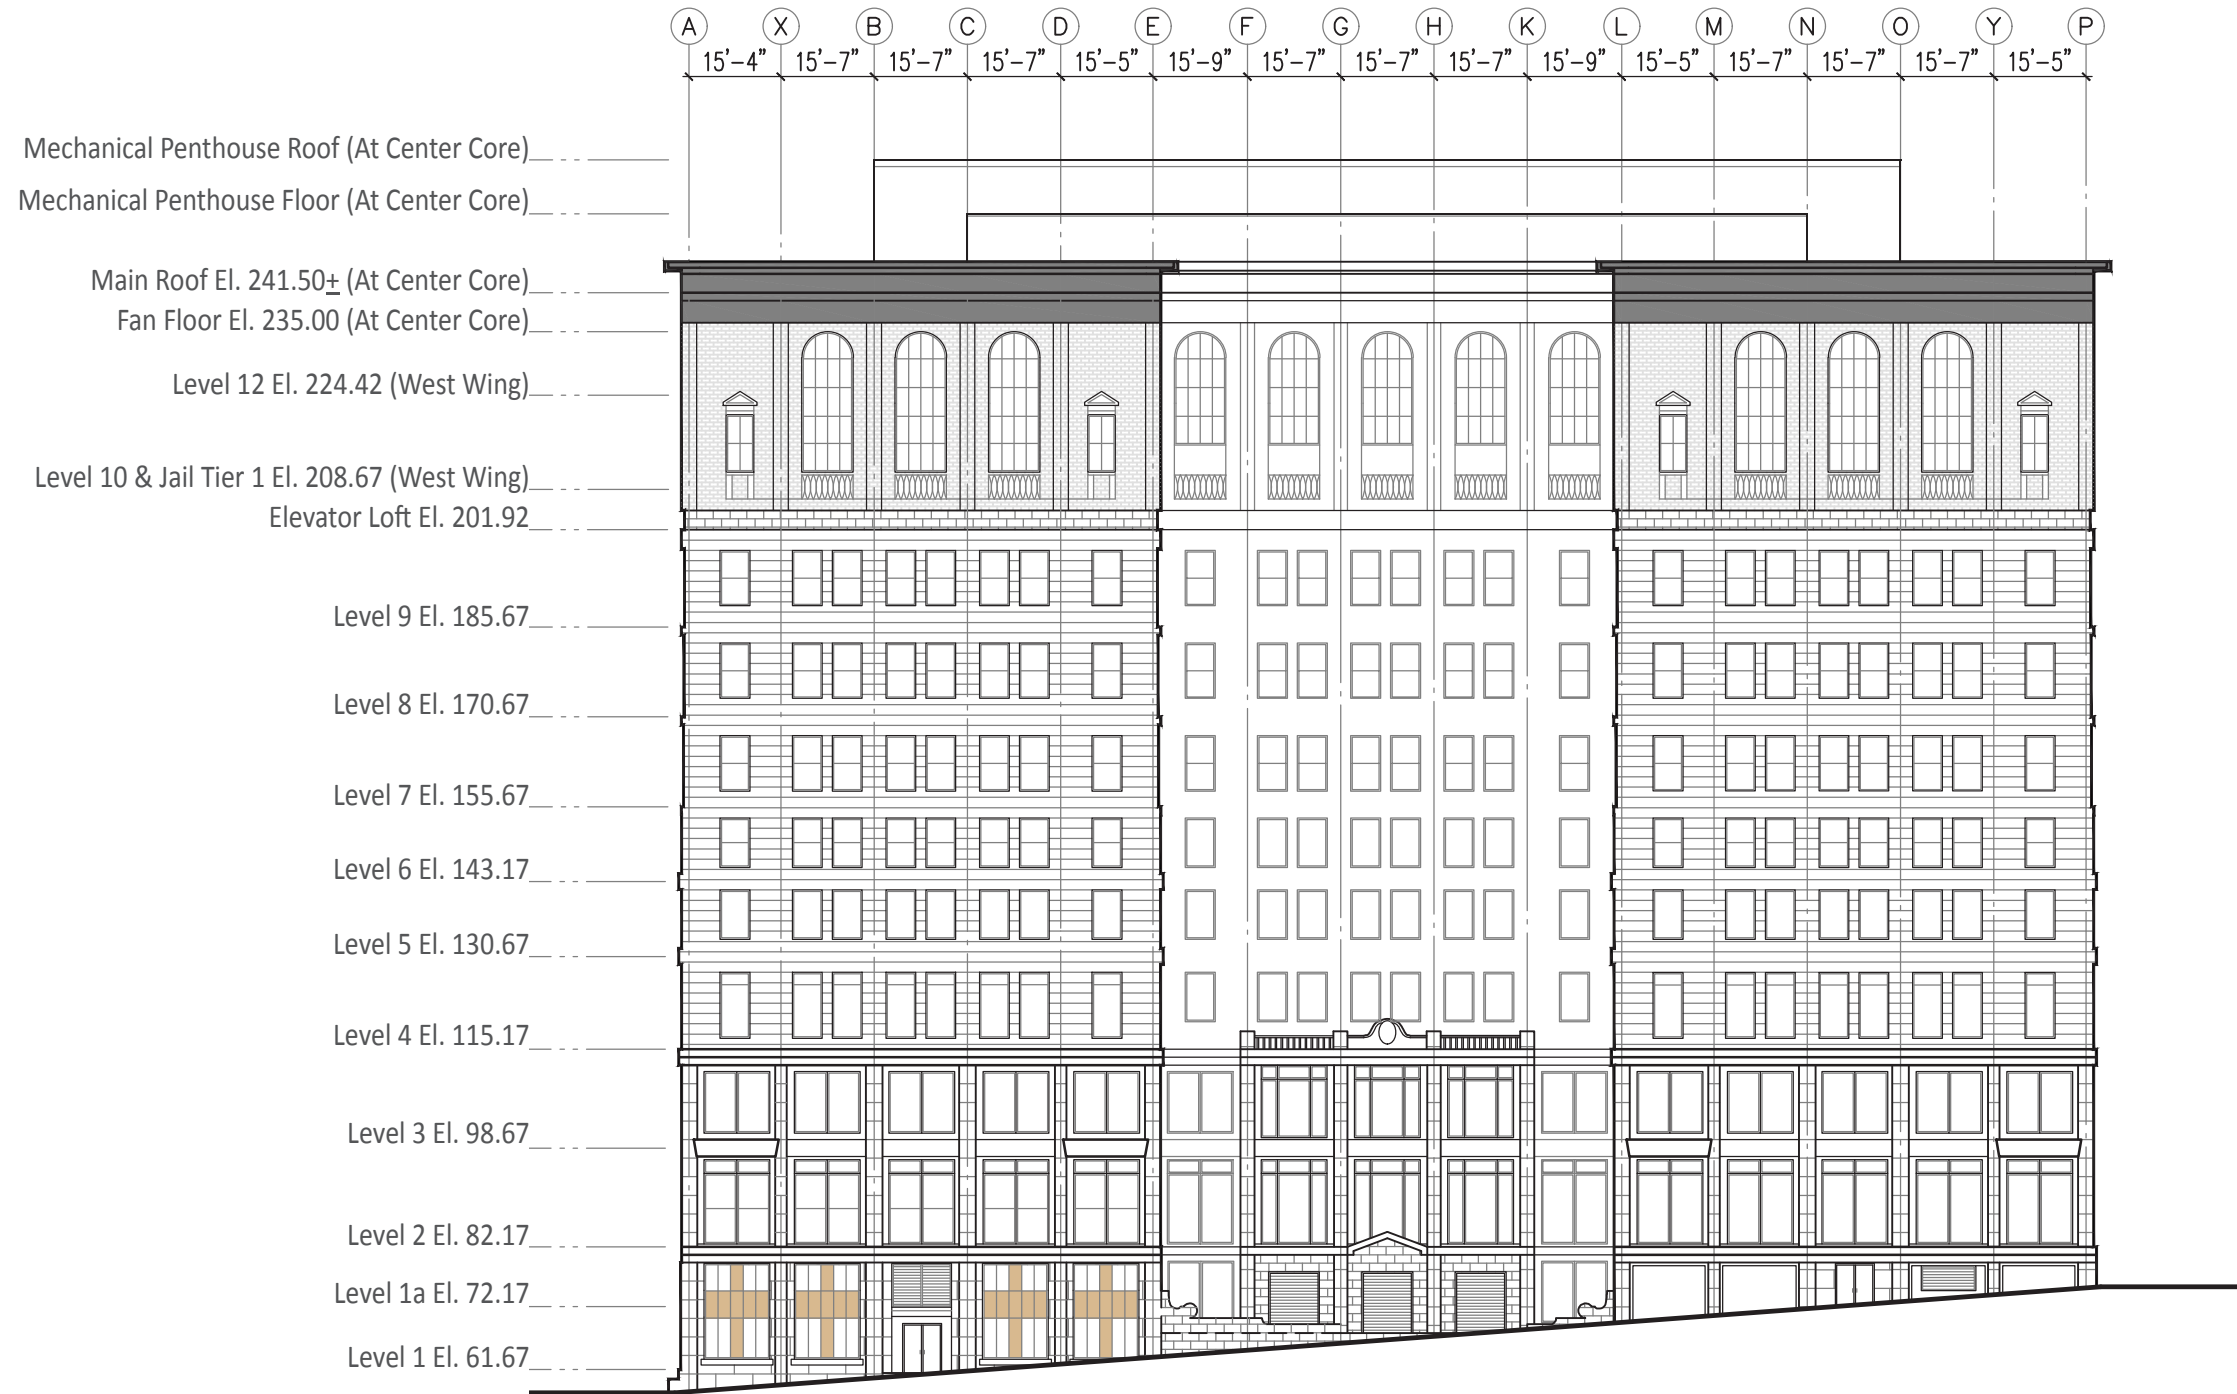 A X B C D E F G H K L M N O Y P
15'-4" 15'-7" 15'-7" 15'-7" 15'-5" 15'-9" 15'-7" 15'-7" 15'-7" 15'-9" 15'-5" 15'-7" 15'-7" 15'-7" 15'-5"
Mechanical Penthouse Roof (At Center Core)
Mechanical Penthouse Floor (At Center Core)
Main Roof El. 241.50± (At Center Core)
Fan Floor El. 235.00 (At Center Core)
Level 12 El. 224.42 (West Wing)
Level 10 & Jail Tier 1 El. 208.67 (West Wing)
Elevator Loft El. 201.92
Level 9 El. 185.67
Level 8 El. 170.67
Level 7 El. 155.67
Level 6 El. 143.17
Level 5 El. 130.67
Level 4 El. 115.17
Level 3 El. 98.67
Level 2 El. 82.17
Level 1a El. 72.17
Level 1 El. 61.67